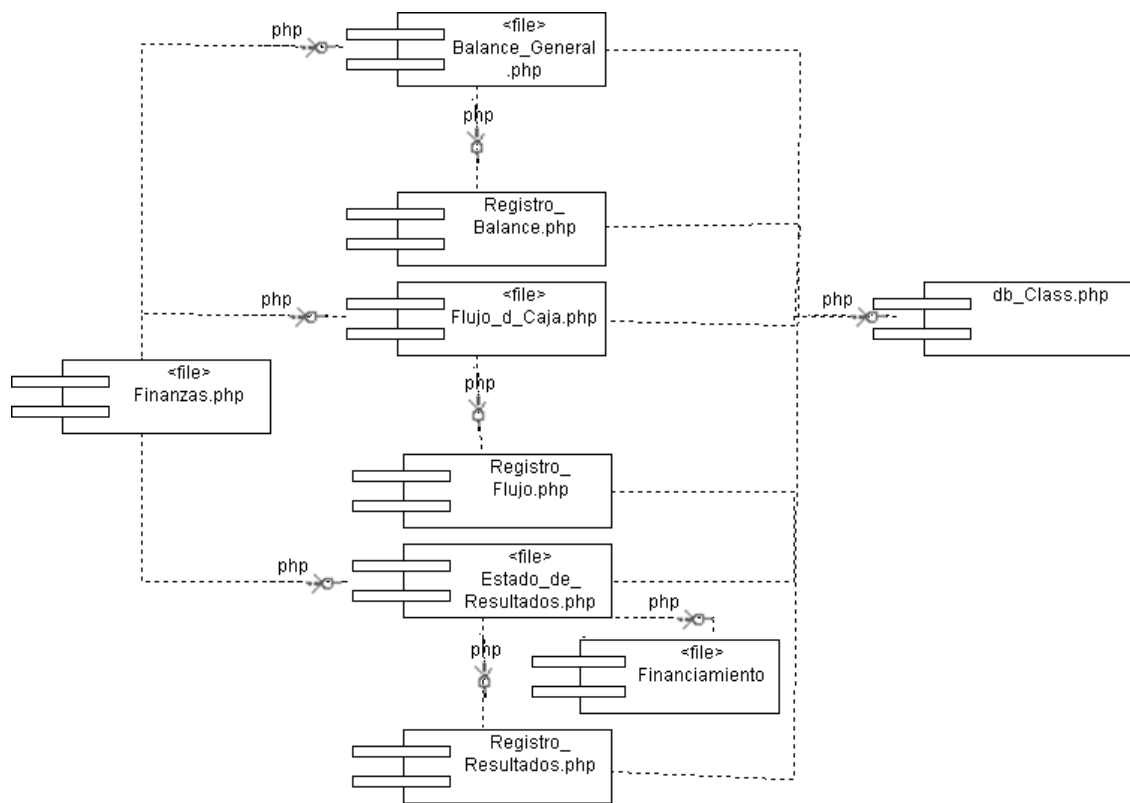 php
<file>
Balance_General
.php
php
Registro_
Balance.php
php
<file>
Flujo_d_Caja.php
php
db_Class.php
<file>
Finanzas.php
php
Registro_
Flujo.php
php
<file>
Estado_de_
Resultados.php
php
<file>
Financiamiento
php
Registro_
Resultados.php